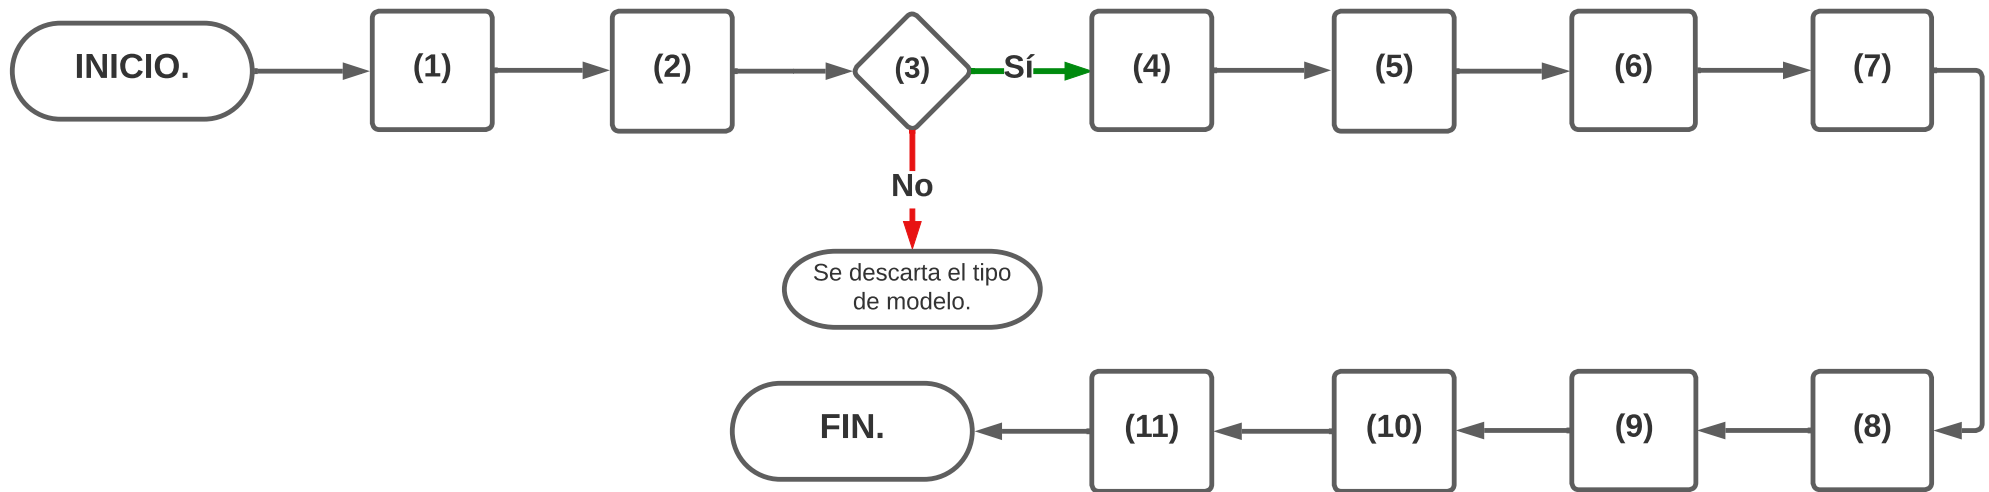 INICIO.
(1)
(2)
(3)
Sí
(4)
(5)
(6)
(7)
No
Se descarta el tipo
de modelo.
(8)
(9)
(10)
(11)
FIN.